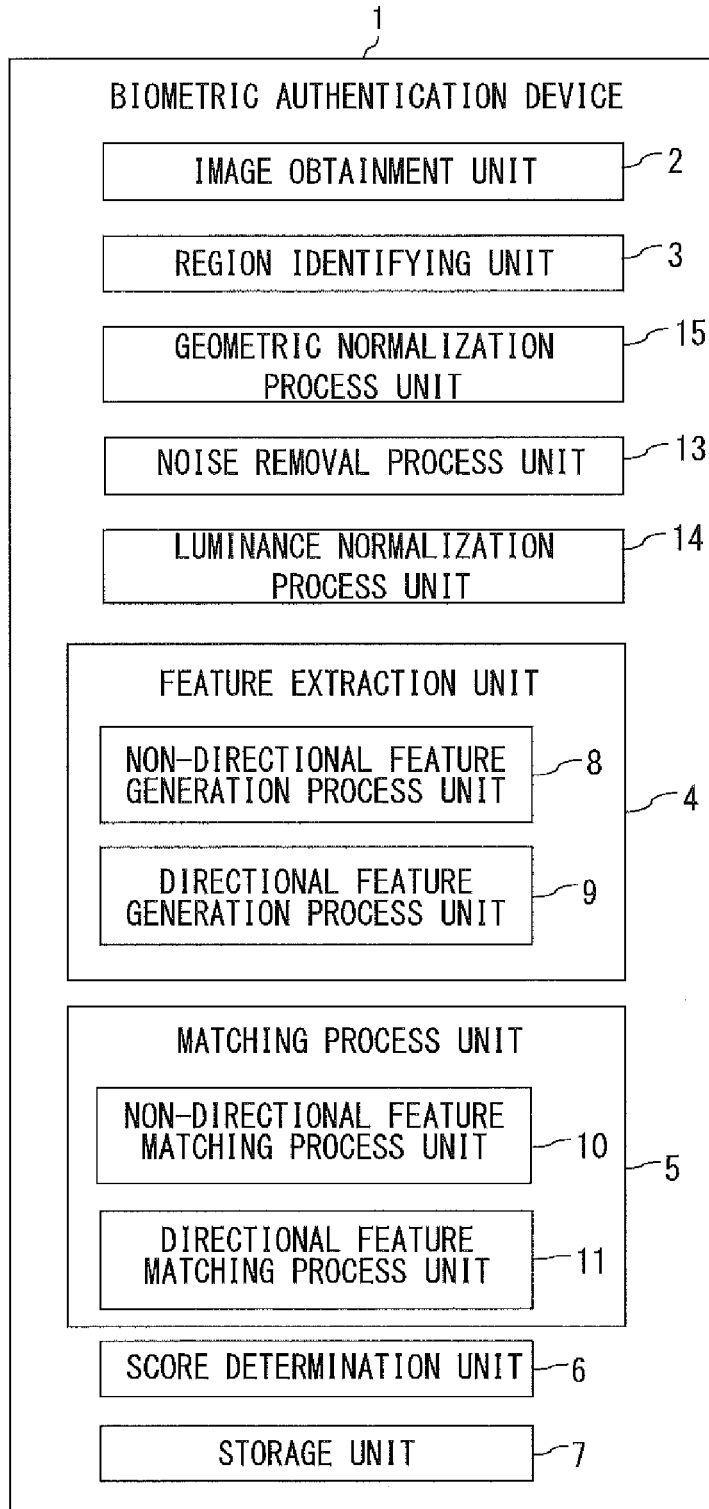 1
BIOMETRIC AUTHENTICATION DEVICE
IMAGE OBTAINMENT UNIT
2
REGION IDENTIFYING UNIT
3
GEOMETRIC NORMALIZATION
PROCESS UNIT
15
NOISE REMOVAL PROCESS UNIT
13
LUMINANCE NORMALIZATION
PROCESS UNIT
14
FEATURE EXTRACTION UNIT
NON-DIRECTIONAL FEATURE
GENERATION PROCESS UNIT
8
4
DIRECTIONAL FEATURE
GENERATION PROCESS UNIT
9
MATCHING PROCESS UNIT
NON-DIRECTIONAL FEATURE
MATCHING PROCESS UNIT
10
5
DIRECTIONAL FEATURE
MATCHING PROCESS UNIT
11
SCORE DETERMINATION UNIT
6
STORAGE UNIT
7